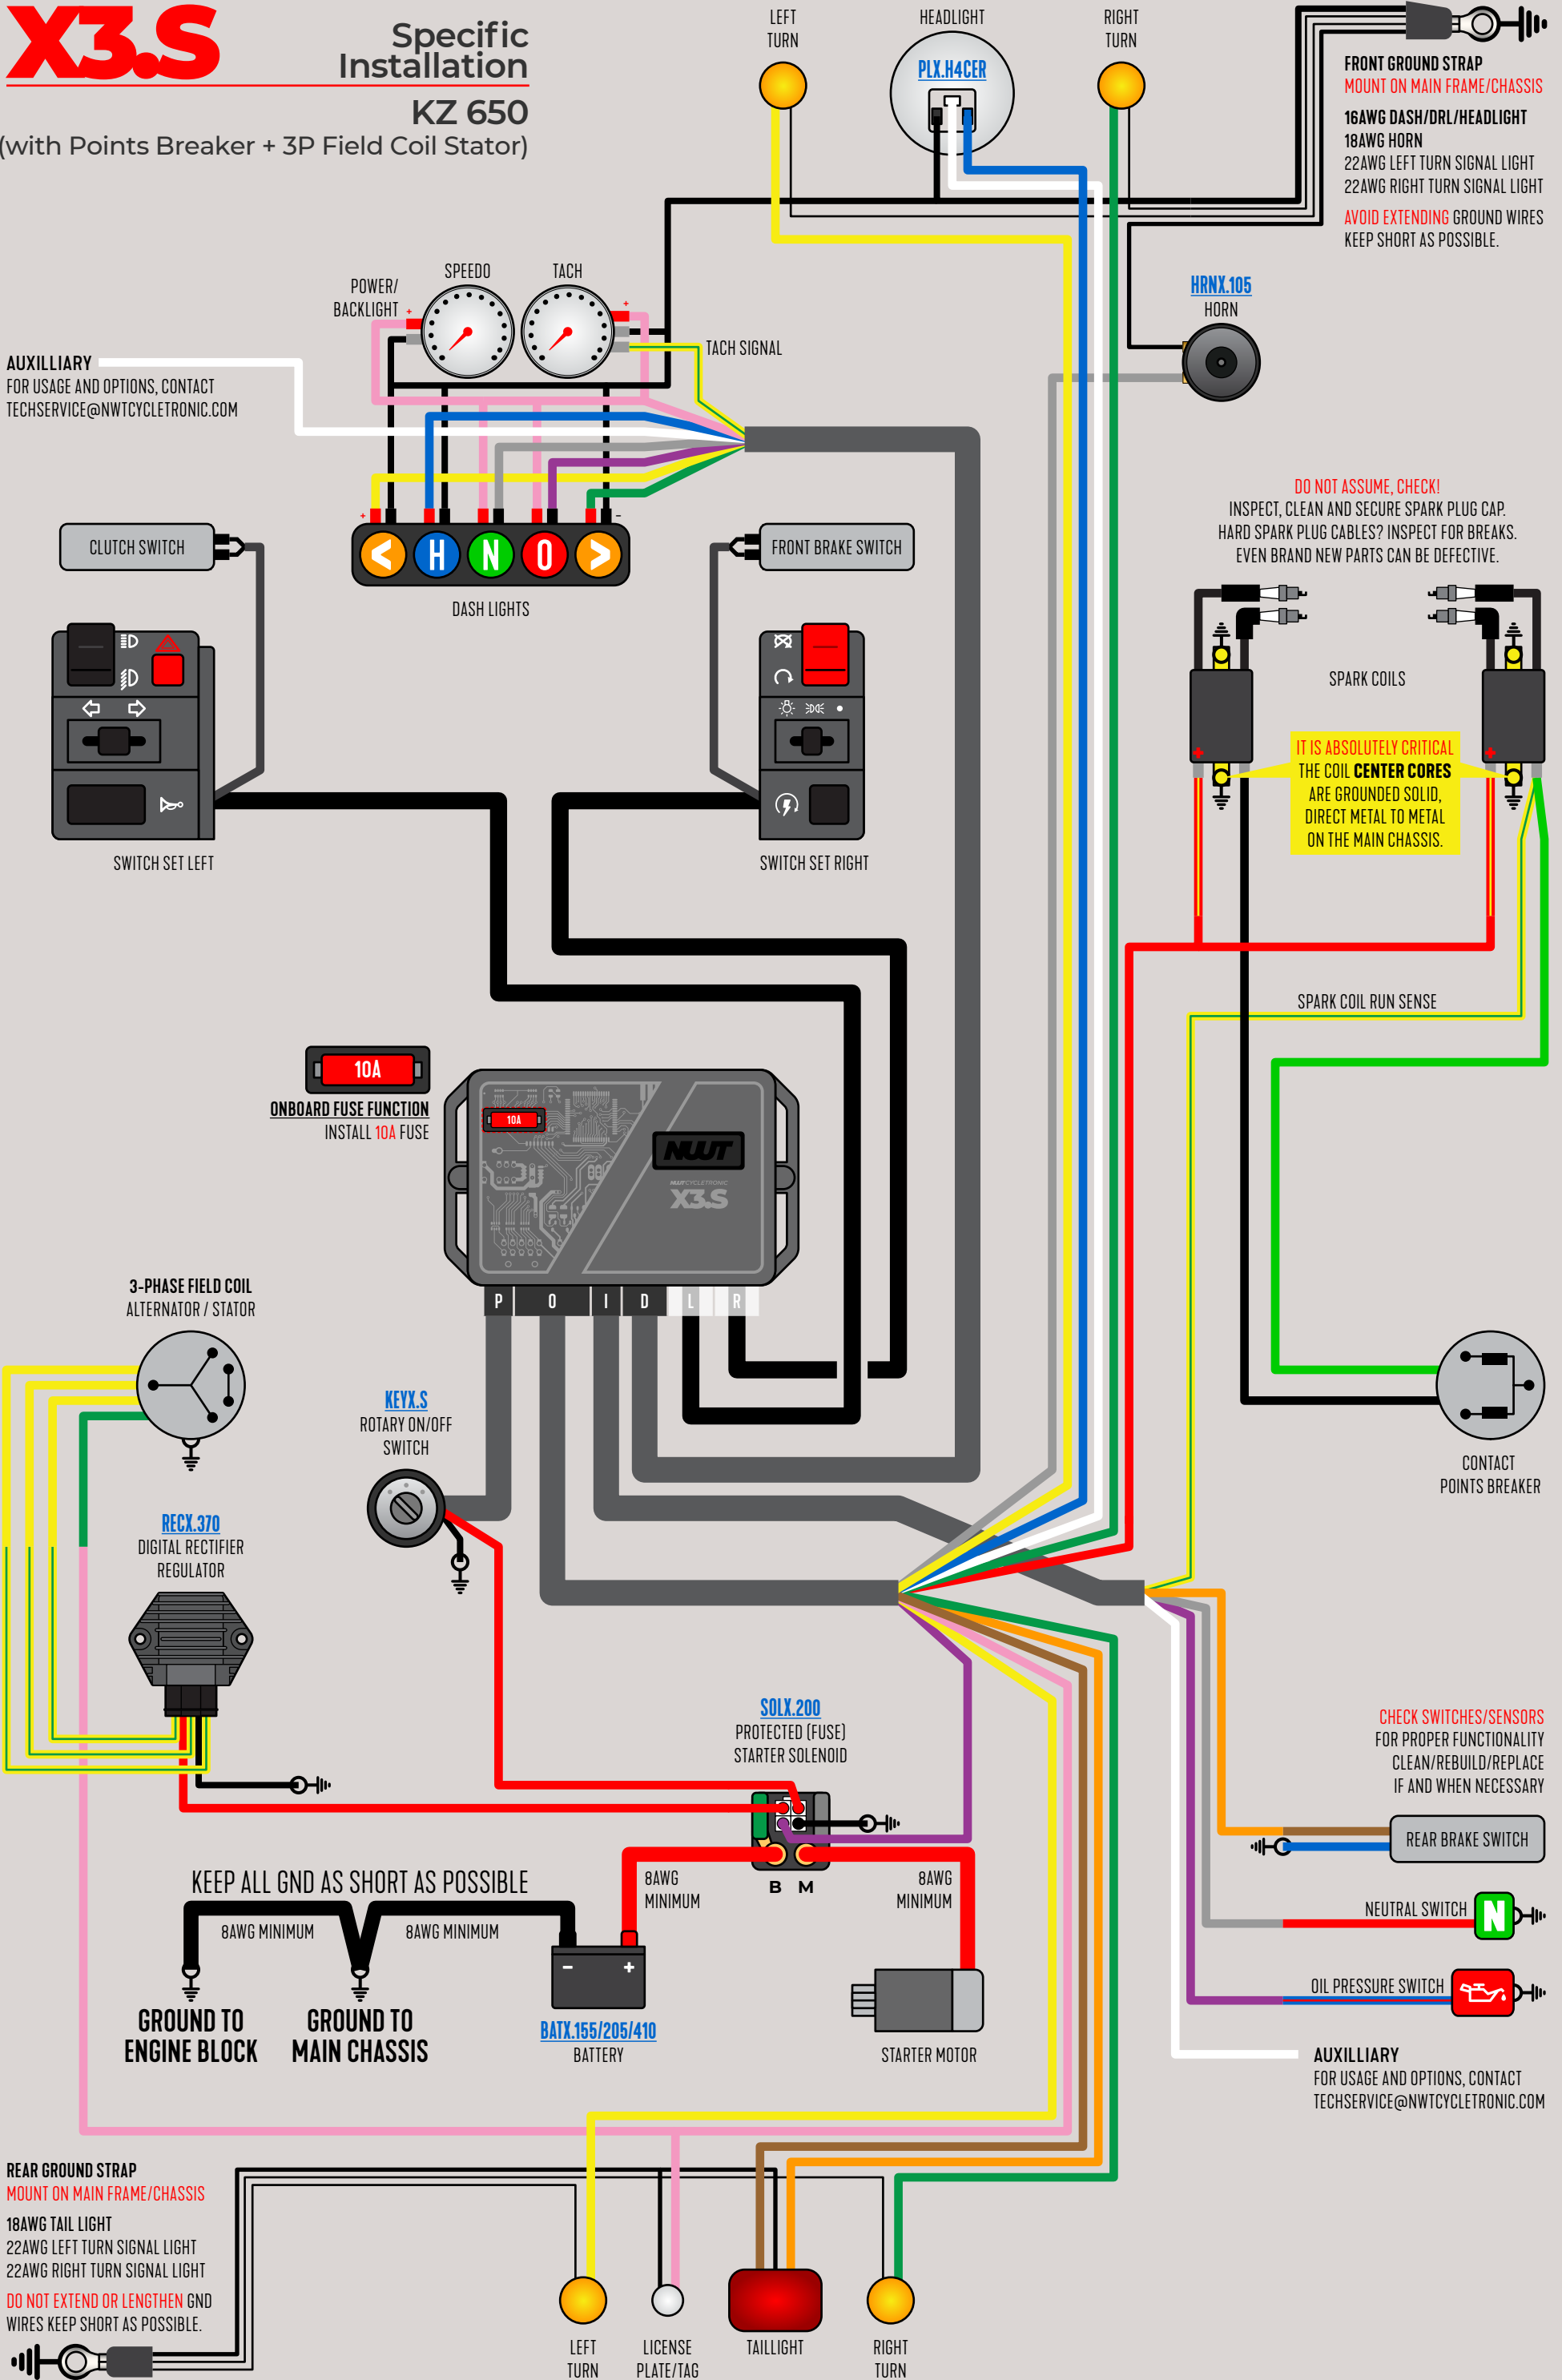 X3.S
Specific
Installation
KZ 650
(with Points Breaker + 3P Field Coil Stator)
LEFT
TURN
HEADLIGHT
PLX.H4CER
RIGHT
TURN
FRONT GROUND STRAP
MOUNT ON MAIN FRAME/CHASSIS
16AWG DASH/DRL/HEADLIGHT
18AWG HORN
22AWG LEFT TURN SIGNAL LIGHT
22AWG RIGHT TURN SIGNAL LIGHT
AVOID EXTENDING GROUND WIRES
KEEP SHORT AS POSSIBLE.
POWER/
BACKLIGHT
SPEEDO
TACH
+
+
TACH SIGNAL
HRNX.105
HORN
AUXILLIARY
FOR USAGE AND OPTIONS, CONTACT
TECHSERVICE@NWTCYCLETRONIC.COM
+
-
< H N O >
DASH LIGHTS
CLUTCH SWITCH
FRONT BRAKE SWITCH
DO NOT ASSUME, CHECK!
INSPECT, CLEAN AND SECURE SPARK PLUG CAP.
HARD SPARK PLUG CABLES? INSPECT FOR BREAKS.
EVEN BRAND NEW PARTS CAN BE DEFECTIVE.
SPARK COILS
+
+
IT IS ABSOLUTELY CRITICAL
THE COIL CENTER CORES
ARE GROUNDED SOLID,
DIRECT METAL TO METAL
ON THE MAIN CHASSIS.
SWITCH SET LEFT
SWITCH SET RIGHT
SPARK COIL RUN SENSE
10A
ONBOARD FUSE FUNCTION
INSTALL 10A FUSE
10A
NWT
NWTCYCLETRONIC
X3.S
P O I D L R
3-PHASE FIELD COIL
ALTERNATOR / STATOR
KEYX.S
ROTARY ON/OFF
SWITCH
CONTACT
POINTS BREAKER
RECX.370
DIGITAL RECTIFIER
REGULATOR
SOLX.200
PROTECTED (FUSE)
STARTER SOLENOID
B M
CHECK SWITCHES/SENSORS
FOR PROPER FUNCTIONALITY
CLEAN/REBUILD/REPLACE
IF AND WHEN NECESSARY
REAR BRAKE SWITCH
KEEP ALL GND AS SHORT AS POSSIBLE
8AWG MINIMUM
8AWG MINIMUM
8AWG
MINIMUM
8AWG
MINIMUM
NEUTRAL SWITCH
N
- +
OIL PRESSURE SWITCH
GROUND TO
ENGINE BLOCK
GROUND TO
MAIN CHASSIS
BATX.155/205/410
BATTERY
STARTER MOTOR
AUXILLIARY
FOR USAGE AND OPTIONS, CONTACT
TECHSERVICE@NWTCYCLETRONIC.COM
REAR GROUND STRAP
MOUNT ON MAIN FRAME/CHASSIS
18AWG TAIL LIGHT
22AWG LEFT TURN SIGNAL LIGHT
22AWG RIGHT TURN SIGNAL LIGHT
DO NOT EXTEND OR LENGTHEN GND
WIRES KEEP SHORT AS POSSIBLE.
LEFT
TURN
LICENSE
PLATE/TAG
TAILLIGHT
RIGHT
TURN